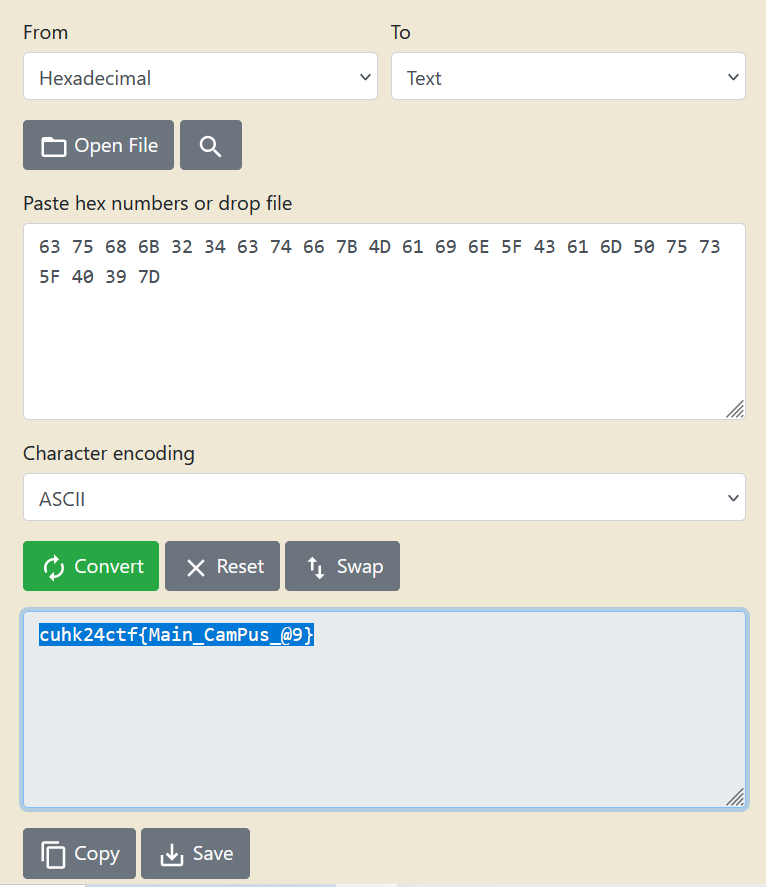 From To
Hexadecimal Text
Open File
Paste hex numbers or drop file
63 75 68 6B 32 34 63 74 66 7B 4D 61 69 6E 5F 43 61 6D 50 75 73
5F 40 39 7D
Character encoding
ASCII
Convert Reset Swap
cuhk24ctf{Main_CamPus_@9}
Copy Save